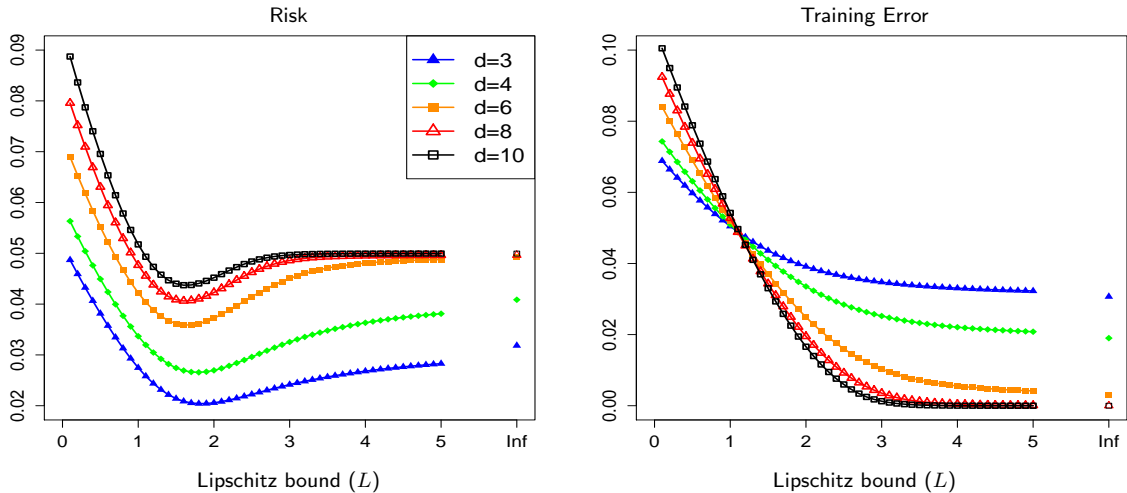 Risk
0.09
0.08
0.07
0.06
0.05
0.04
0.03
0.02
d=3
d=4
d=6
d=8
d=10
0 1 2 3 4 5 Inf
Lipschitz bound (L)
Training Error
0.10
0.08
0.06
0.04
0.02
0.00
0 1 2 3 4 5 Inf
Lipschitz bound (L)